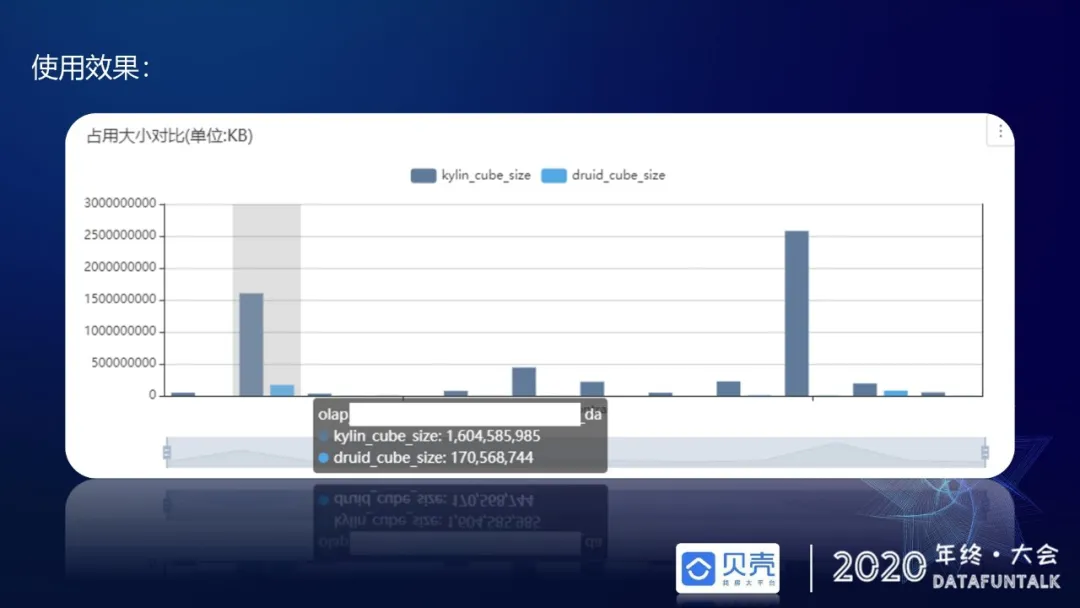 使用效果：
占用大小对比(单位:KB)
kylin_cube_size druid_cube_size
3000000000
2500000000
2000000000
1500000000
1000000000
500000000
0
olap _da
kylin_cube_size: 1,604,585,985
druid_cube_size: 170,568,744
贝壳
找房大平台
2020 年终·大会
DATAFUNTALK